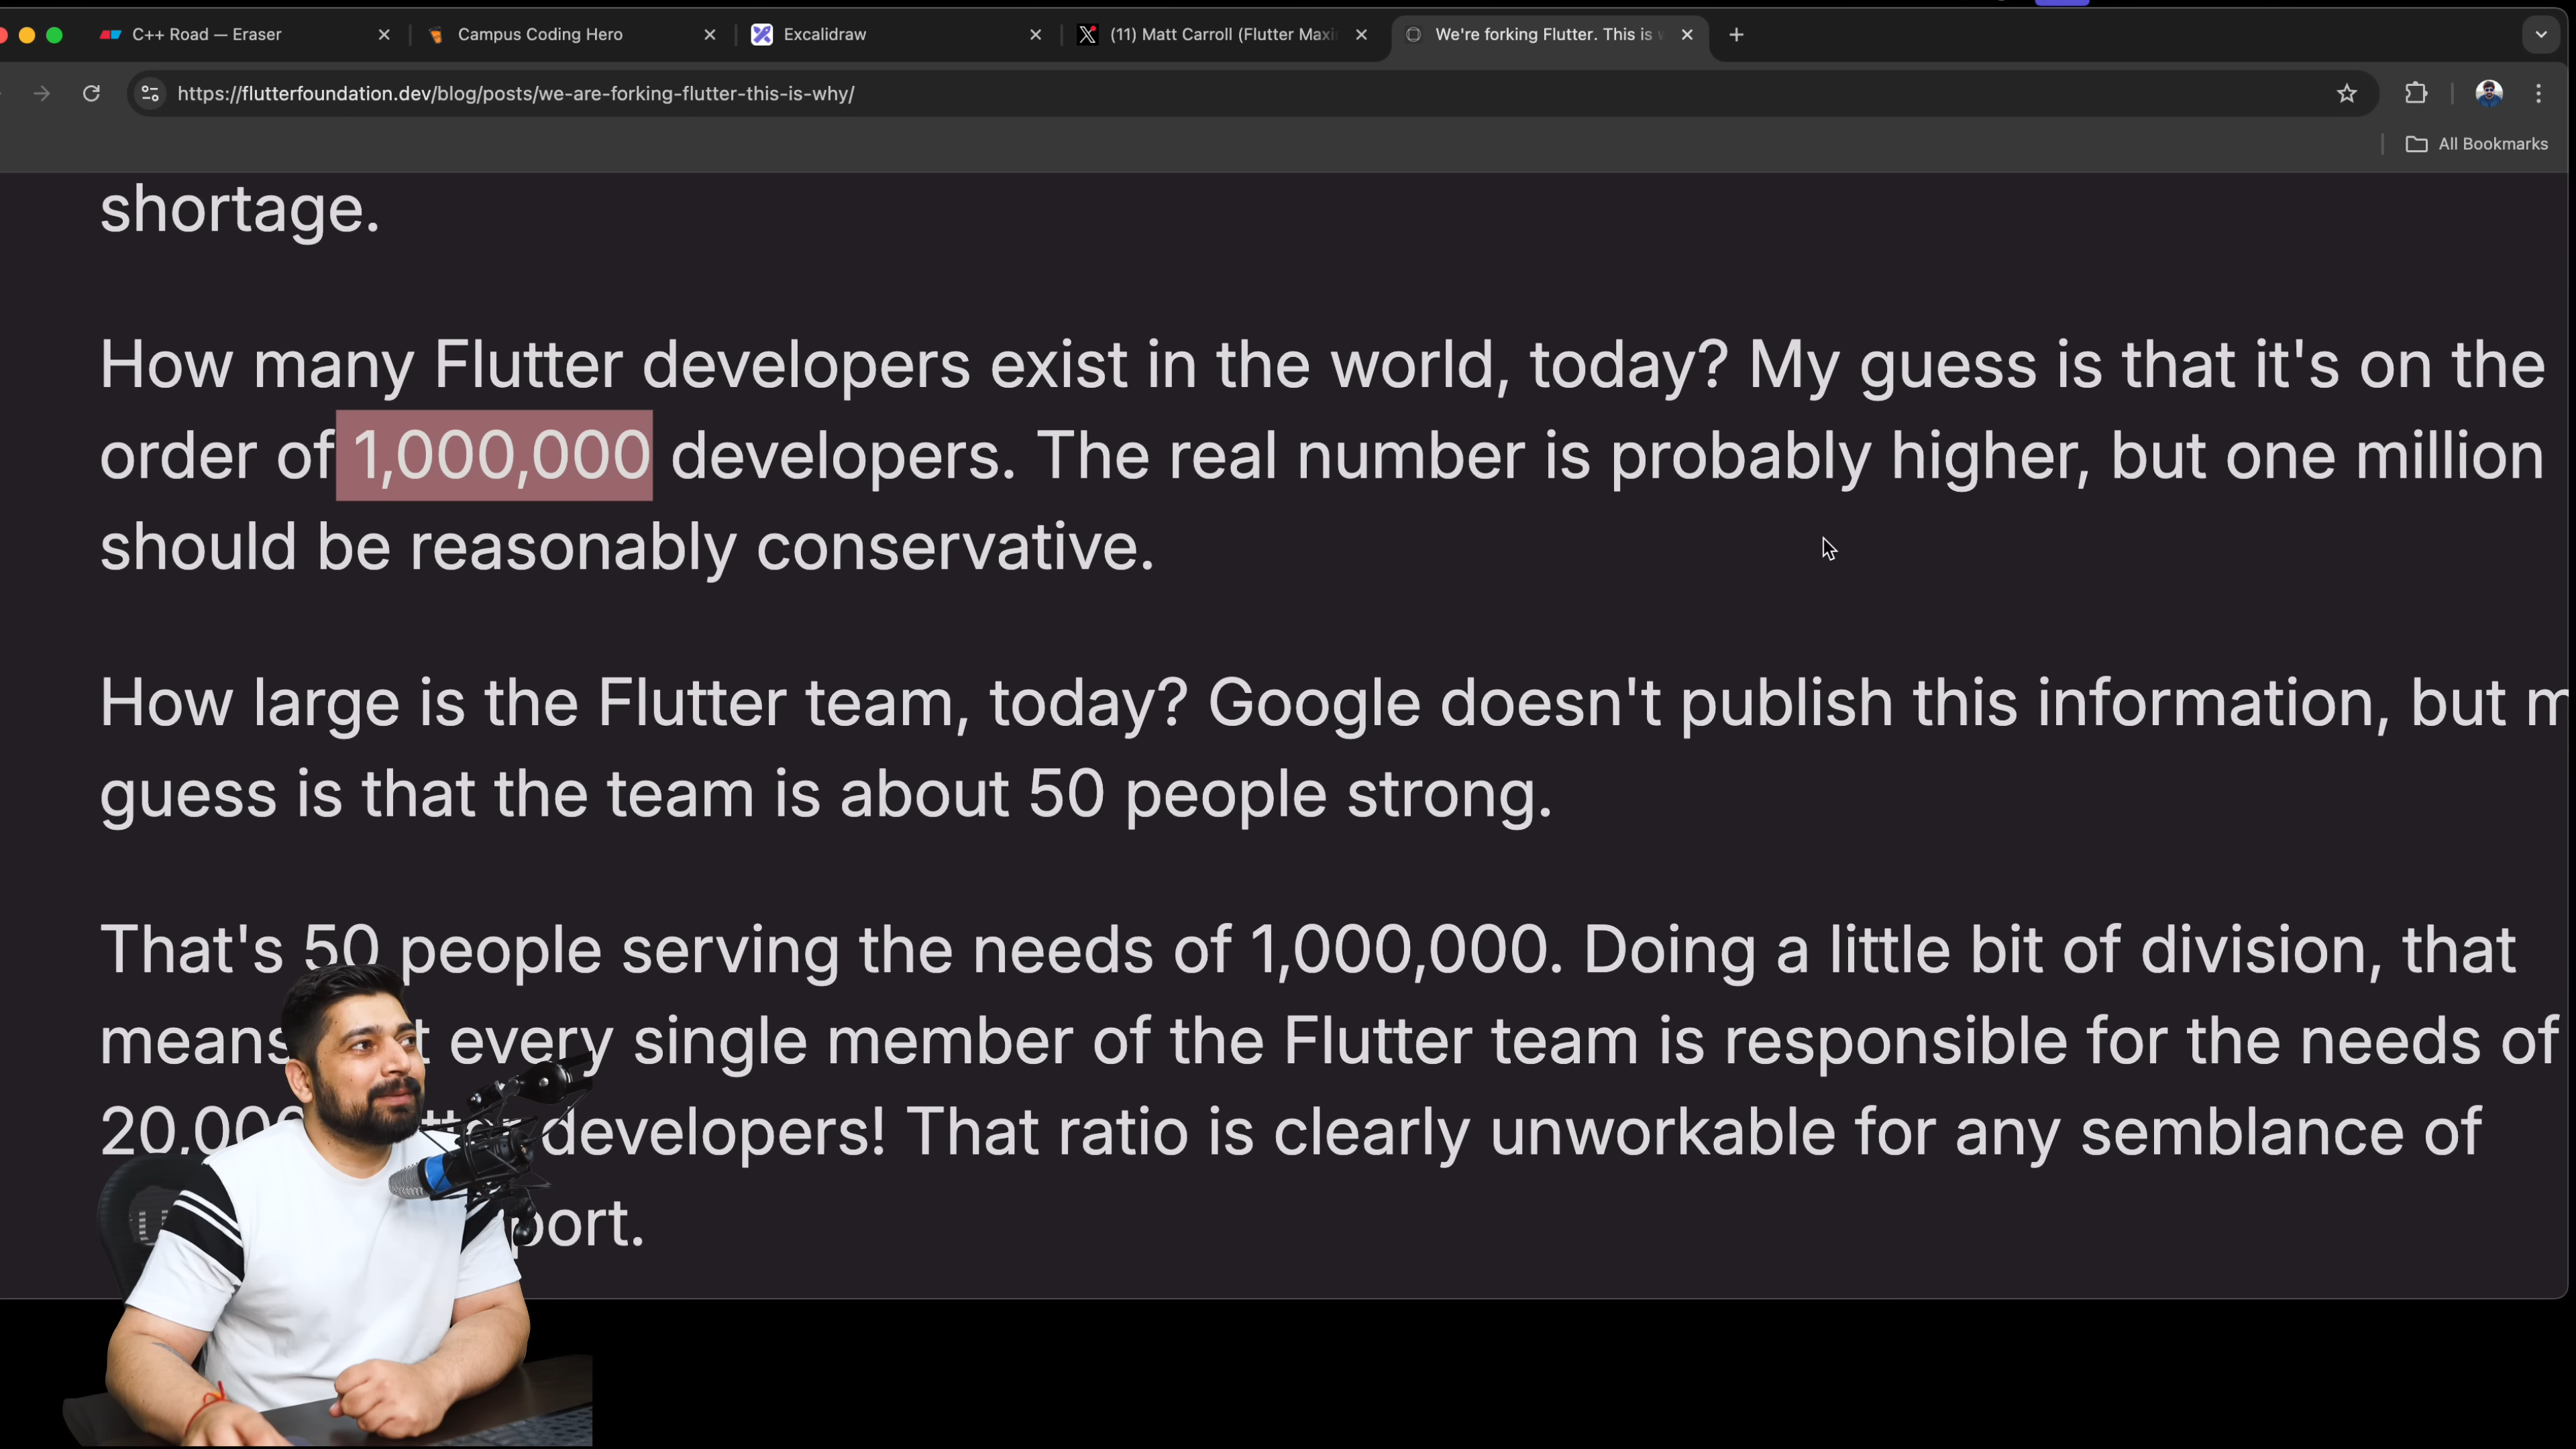 C++ Road — Eraser
Campus Coding Hero
Excalidraw
(11) Matt Carroll (Flutter Maxi
We're forking Flutter. This is
https://flutterfoundation.dev/blog/posts/we-are-forking-flutter-this-is-why/
All Bookmarks
shortage.
How many Flutter developers exist in the world, today? My guess is that it's on the
order of 1,000,000 developers. The real number is probably higher, but one million
should be reasonably conservative.
How large is the Flutter team, today? Google doesn't publish this information, but
guess is that the team is about 50 people strong.
That's 50 people serving the needs of 1,000,000. Doing a little bit of division, that
means every single member of the Flutter team is responsible for the needs of
developers! That ratio is clearly unworkable for any semblance of